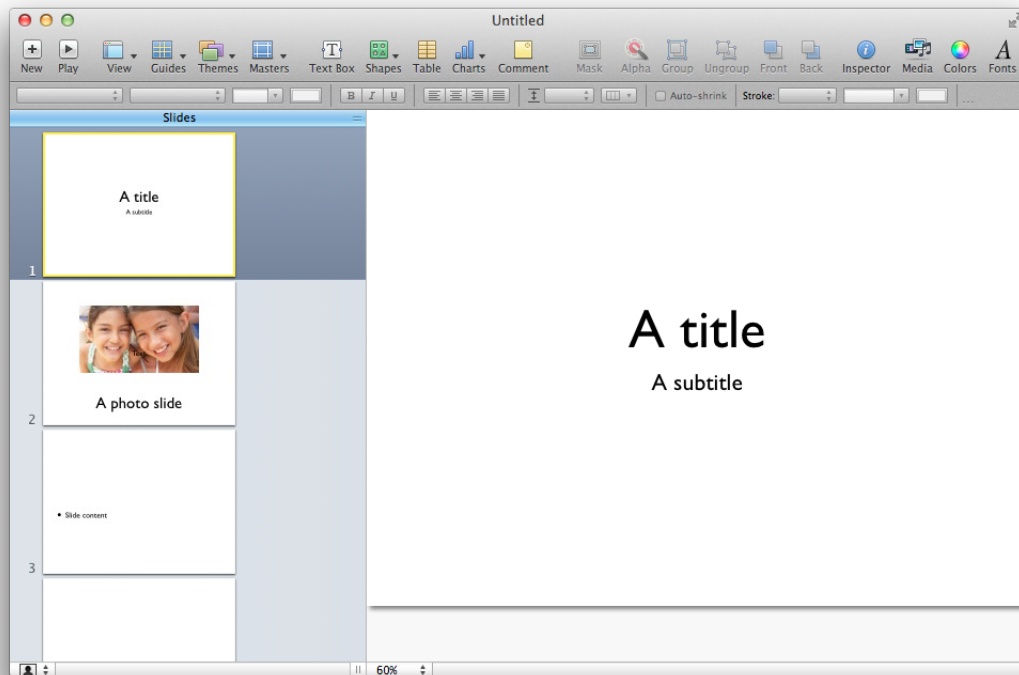 Untitled
New Play View Guides Themes Masters Text Box Shapes Table Charts Comment Mask Alpha Group Ungroup Front Back Inspector Media Colors Fonts
B I U Auto-shrink Stroke: ...
Slides
A title
A subtitle
1
Text
A photo slide
2
• Slide content
3
A title
A subtitle
60%